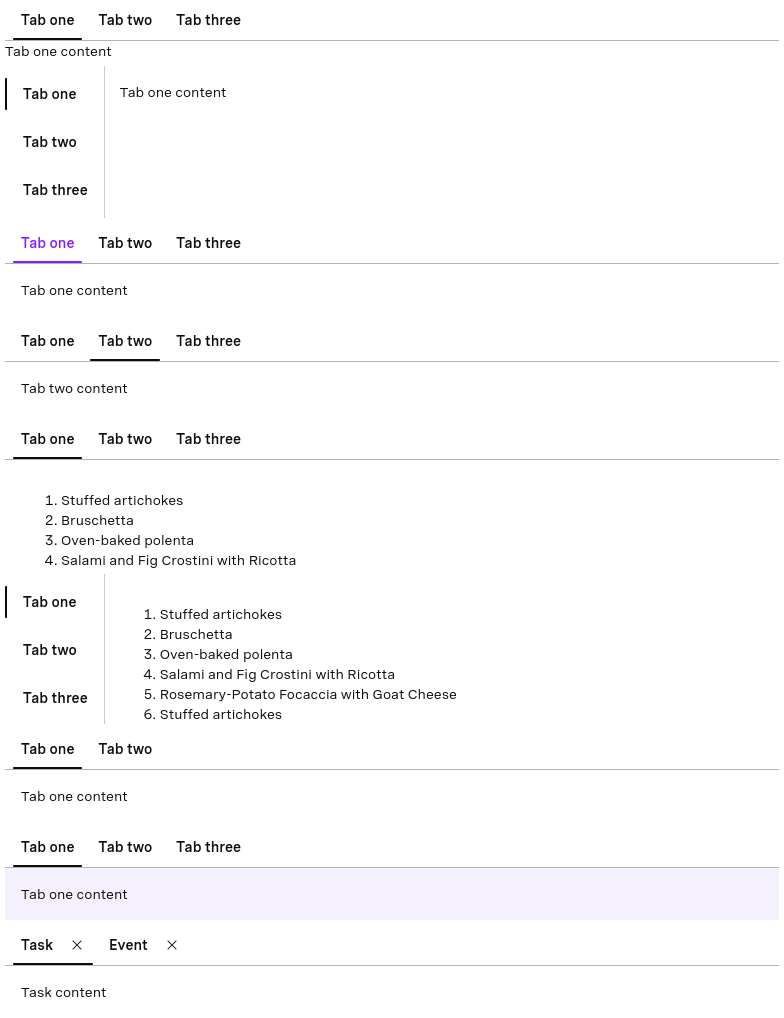 Tab one Tab two Tab three
Tab one content
Tab one
Tab one content
Tab two
Tab three
Tab one Tab two Tab three
Tab one content
Tab one Tab two Tab three
Tab two content
Tab one Tab two Tab three
1. Stuffed artichokes
2. Bruschetta
3. Oven-baked polenta
4. Salami and Fig Crostini with Ricotta
Tab one
Tab two
Tab three
1. Stuffed artichokes
2. Bruschetta
3. Oven-baked polenta
4. Salami and Fig Crostini with Ricotta
5. Rosemary-Potato Focaccia with Goat Cheese
6. Stuffed artichokes
Tab one Tab two
Tab one content
Tab one Tab two Tab three
Tab one content
Task Event
Task content